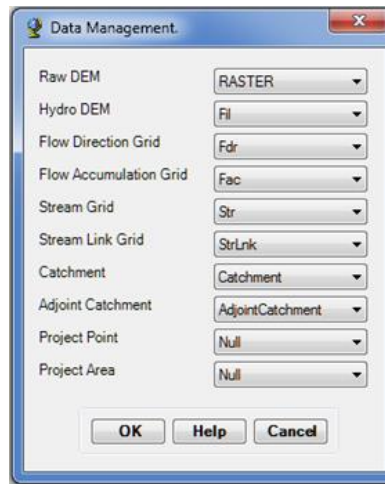 Data Management.
Raw DEM RASTER
Hydro DEM Fil
Flow Direction Grid Fdr
Flow Accumulation Grid Fac
Stream Grid Str
Stream Link Grid StrLnk
Catchment Catchment
Adjoint Catchment AdjointCatchment
Project Point Null
Project Area Null
OK Help Cancel